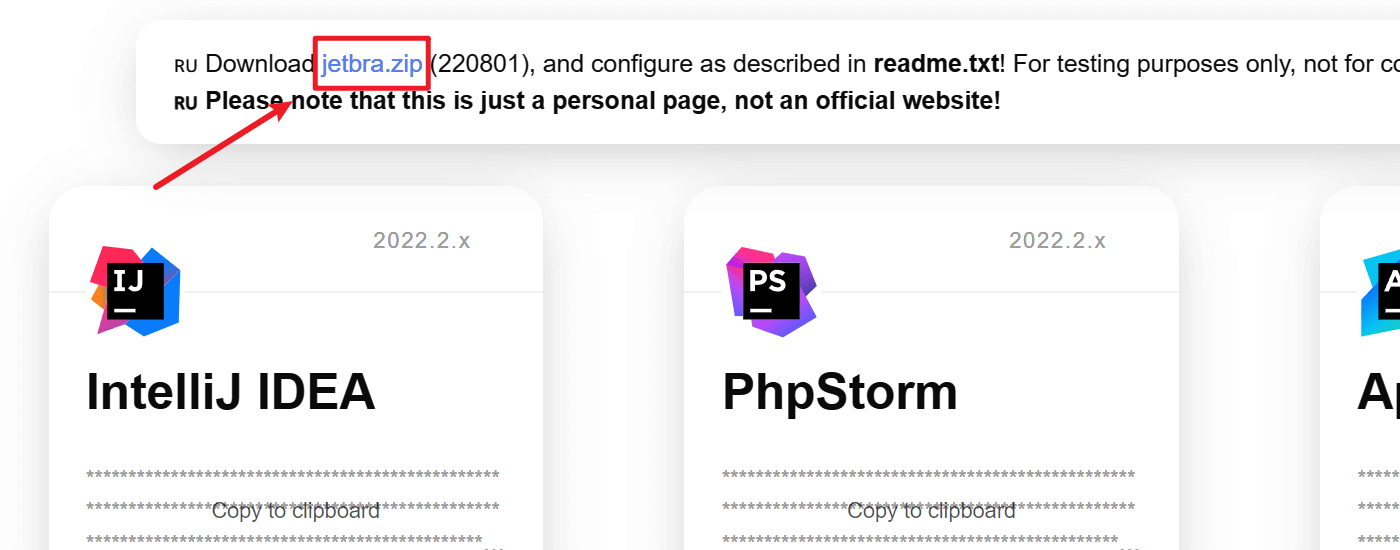 RU Download jetbra.zip (220801), and configure as described in readme.txt! For testing purposes only, not for
RU Please note that this is just a personal page, not an official website!
2022.2.x
2022.2.x
IJ
PS
IntelliJ IDEA
PhpStorm
*************************************************
*************************************************
*************************************************
*************************************************
Copy to clipboard
Copy to clipboard
***********************************************
***********************************************